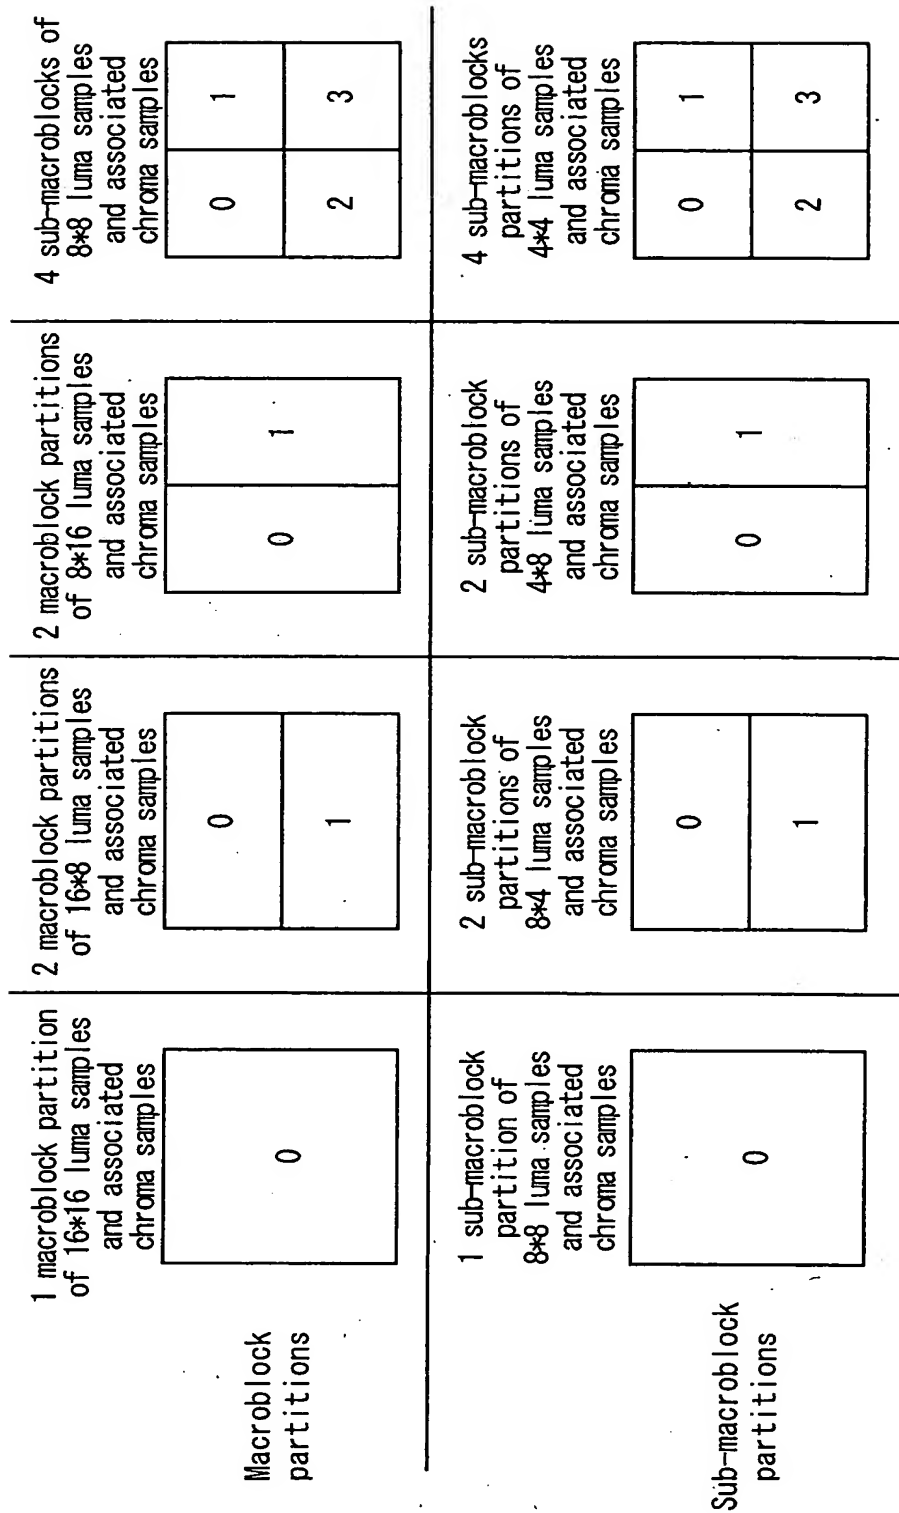 Macroblock
partitions
1 macroblock partition
of 16*16 luma samples
and associated
chroma samples
0
2 macroblock partitions
of 16*8 luma samples
and associated
chroma samples
0
1
2 macroblock partitions
of 8*16 luma samples
and associated
chroma samples
0
1
4 sub-macroblocks of
8*8 luma samples
and associated
chroma samples
0
1
2
3
Sub-macroblock
partitions
1 sub-macroblock
partition of
8*8 luma samples
and associated
chroma samples
0
2 sub-macroblock
partitions of
8*4 luma samples
and associated
chroma samples
0
1
2 sub-macroblock
partitions of
4*8 luma samples
and associated
chroma samples
0
1
4 sub-macroblocks
partitions of
4*4 luma samples
and associated
chroma samples
0
1
2
3